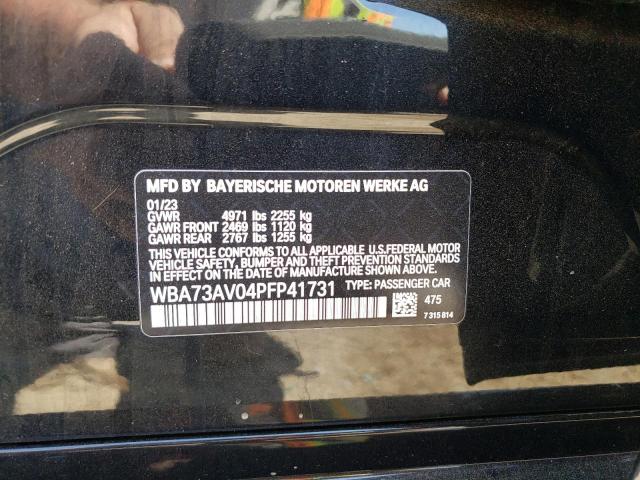 MFD BY BAYERISCHE MOTOREN WERKE AG
01/23
GVWR 4971 lbs 2255 kg
GAWR FRONT 2469 lbs 1120 kg
GAWR REAR 2767 lbs 1255 kg
THIS VEHICLE CONFORMS TO ALL APPLICABLE U.S.FEDERAL MOTOR
VEHICLE SAFETY, BUMPER, AND THEFT PREVENTION STANDARDS
IN EFFECT ON THE DATE OF MANUFACTURE SHOWN ABOVE.
WBA73AV04PFP41731 TYPE: PASSENGER CAR
475
7 315 814